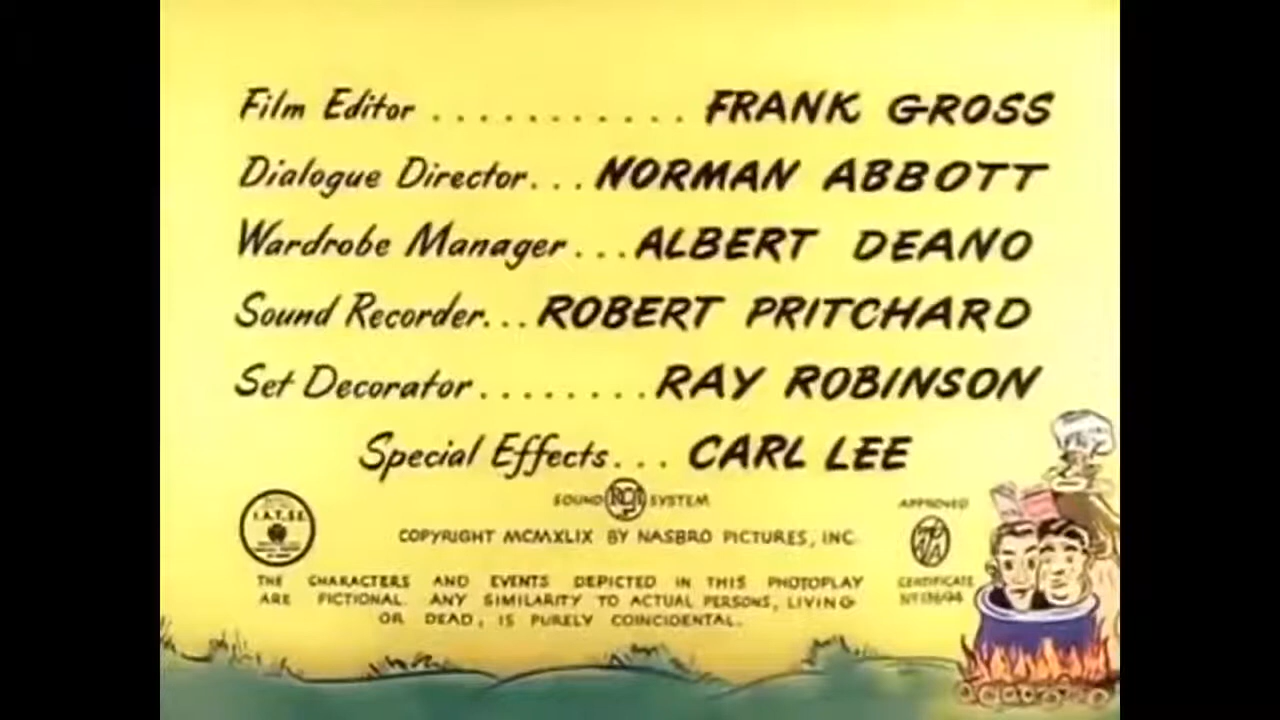 Film Editor ........... FRANK GROSS
Dialogue Director... NORMAN ABBOTT
Wardrobe Manager... ALBERT DEANO
Sound Recorder... ROBERT PRITCHARD
Set Decorator........ RAY ROBINSON
Special Effects... CARL LEE
SOUND RCA SYSTEM
APPROVED
I.A.T.S.E.
COPYRIGHT MCMXLIX BY NASBRO PICTURES, INC.
THE CHARACTERS AND EVENTS DEPICTED IN THIS PHOTOPLAY
ARE FICTIONAL. ANY SIMILARITY TO ACTUAL PERSONS, LIVING
OR DEAD, IS PURELY COINCIDENTAL.
CERTIFICATE